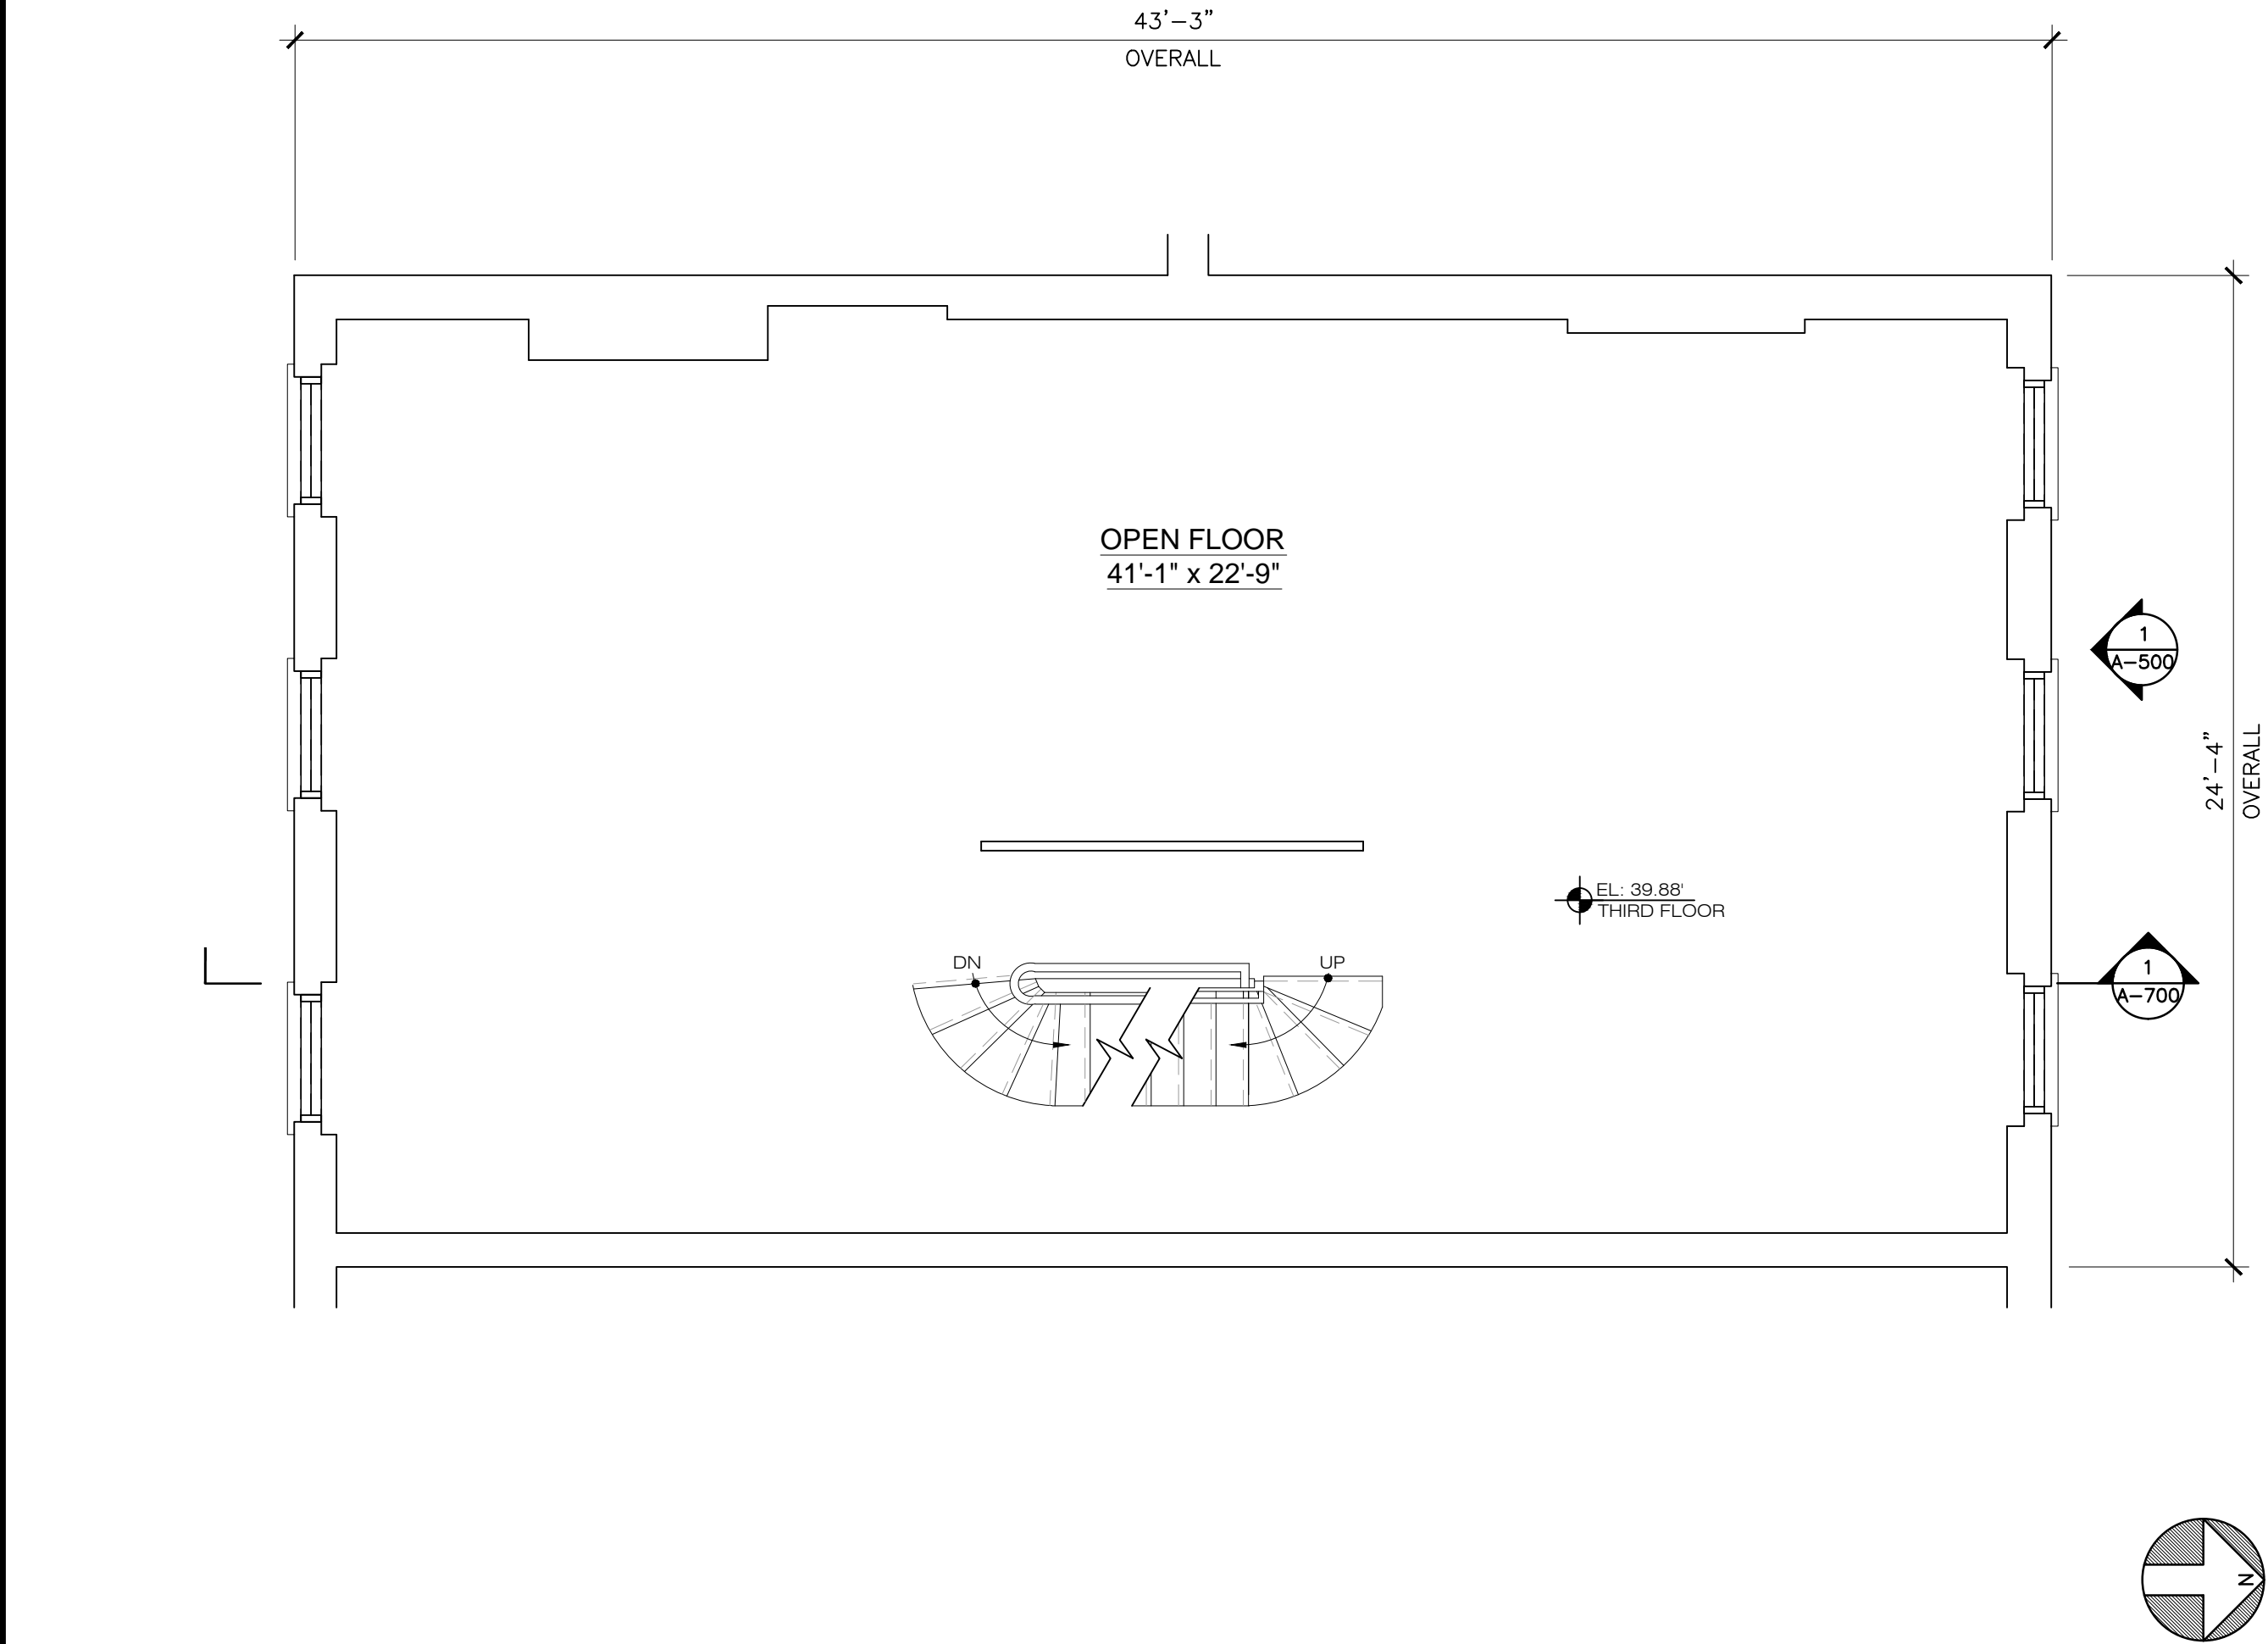 43’-3”
OVERALL
OPEN FLOOR
41'-1" x 22'-9"
1
A-500
24’-4”
OVERALL
EL: 39.88'
THIRD FLOOR
DN
UP
1
A-700
N